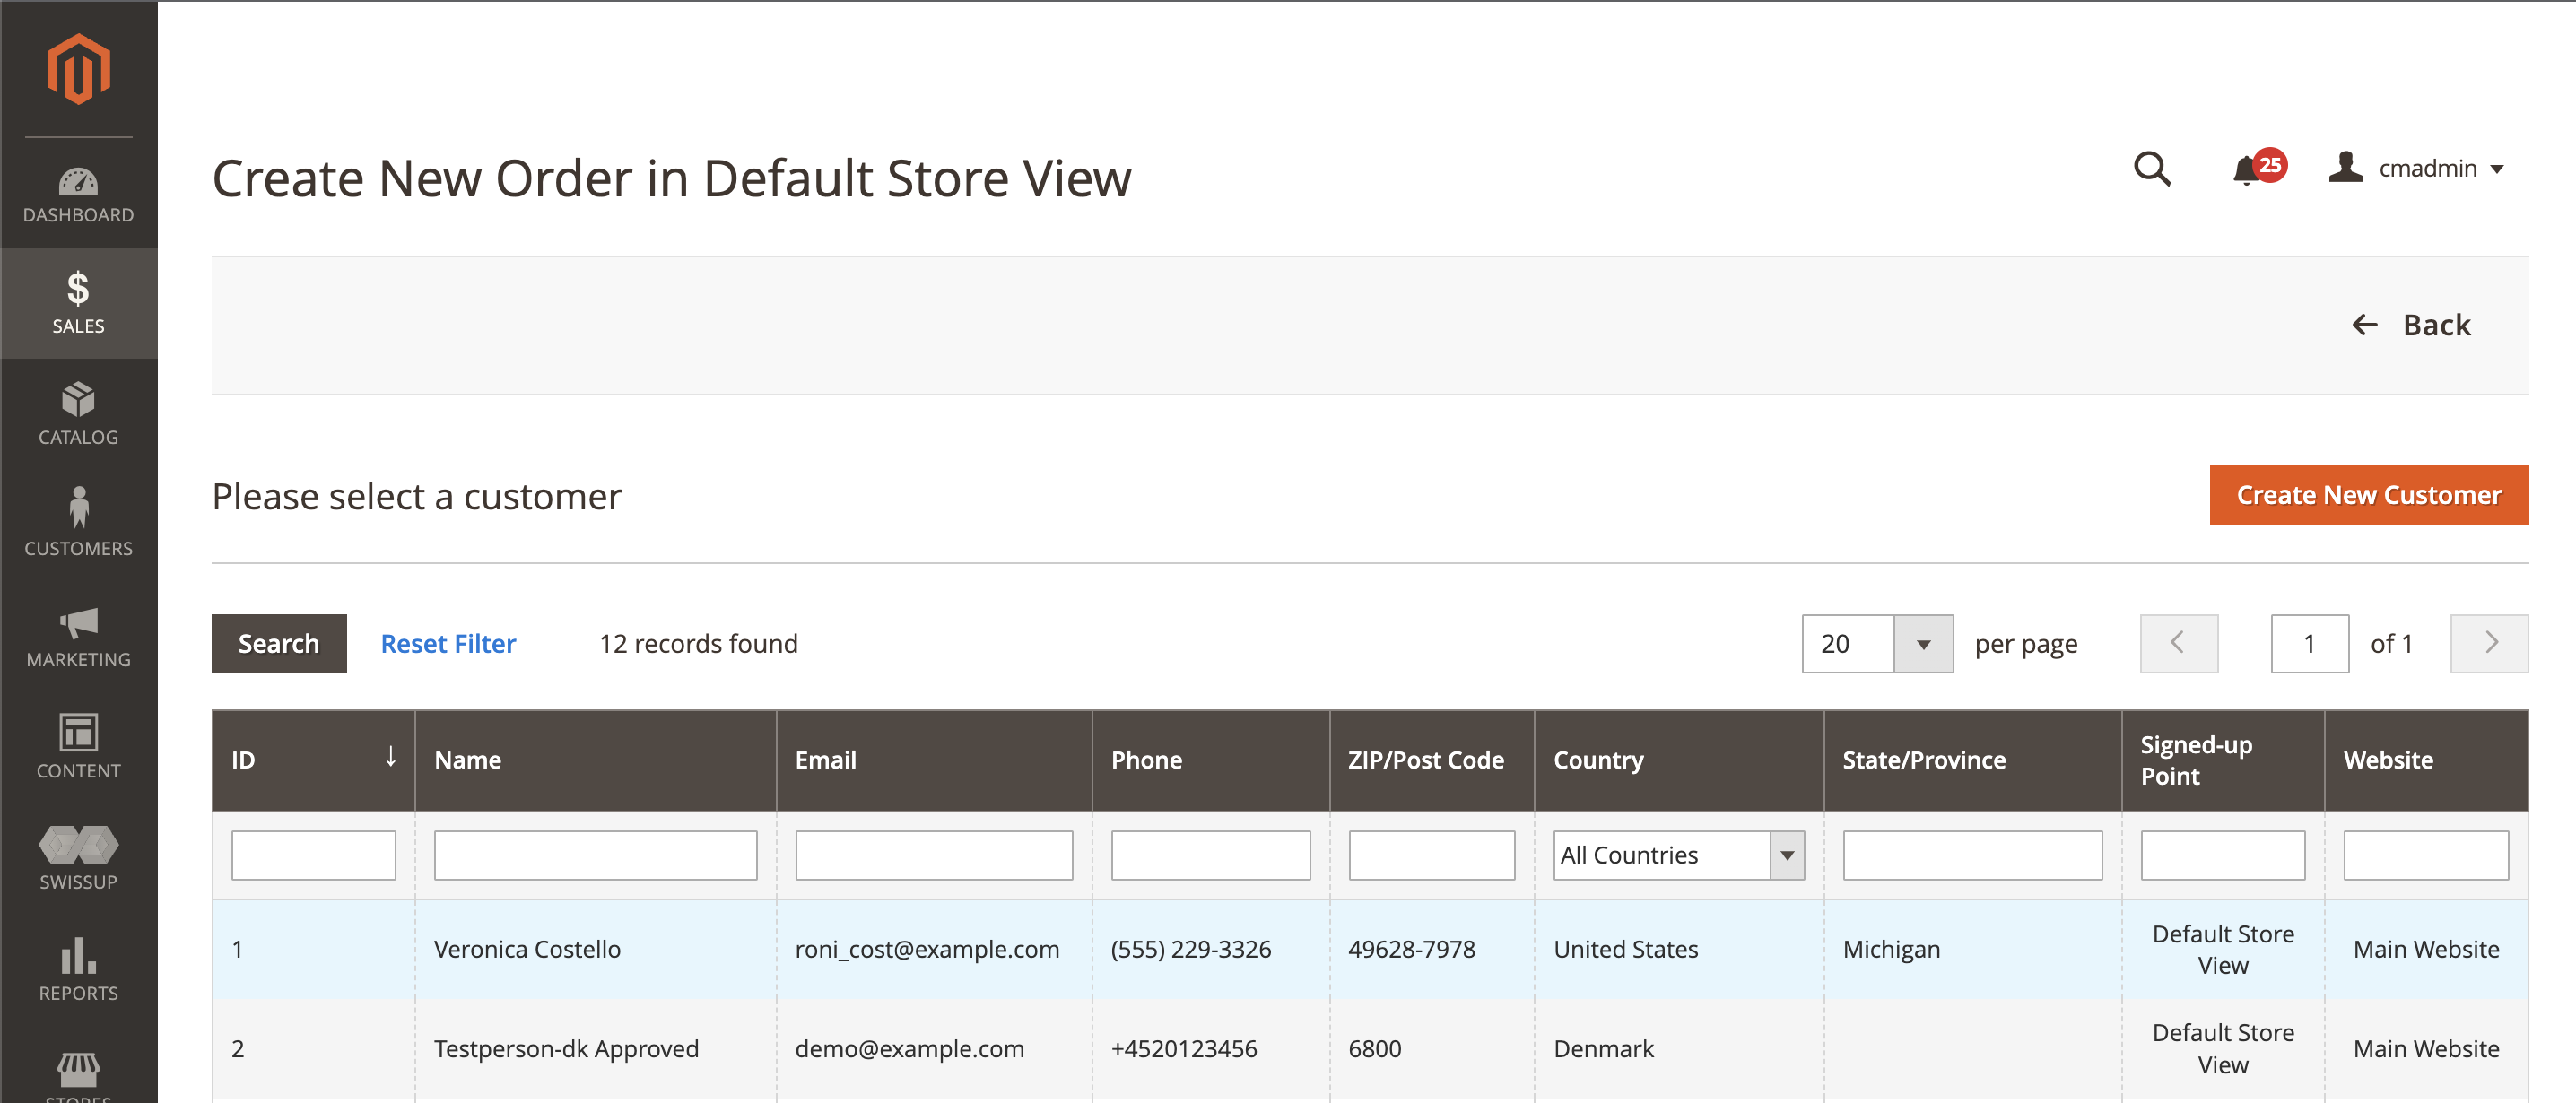 DASHBOARD
SALES
CATALOG
CUSTOMERS
MARKETING
CONTENT
SWISSUP
REPORTS
STORES
Create New Order in Default Store View
25
cmadmin
Back
Please select a customer
Create New Customer
Search Reset Filter 12 records found 20 per page 1 of 1
ID Name Email Phone ZIP/Post Code Country State/Province Signed-up Point Website
All Countries
1 Veronica Costello roni_cost@example.com (555) 229-3326 49628-7978 United States Michigan Default Store View Main Website
2 Testperson-dk Approved demo@example.com +4520123456 6800 Denmark Default Store View Main Website